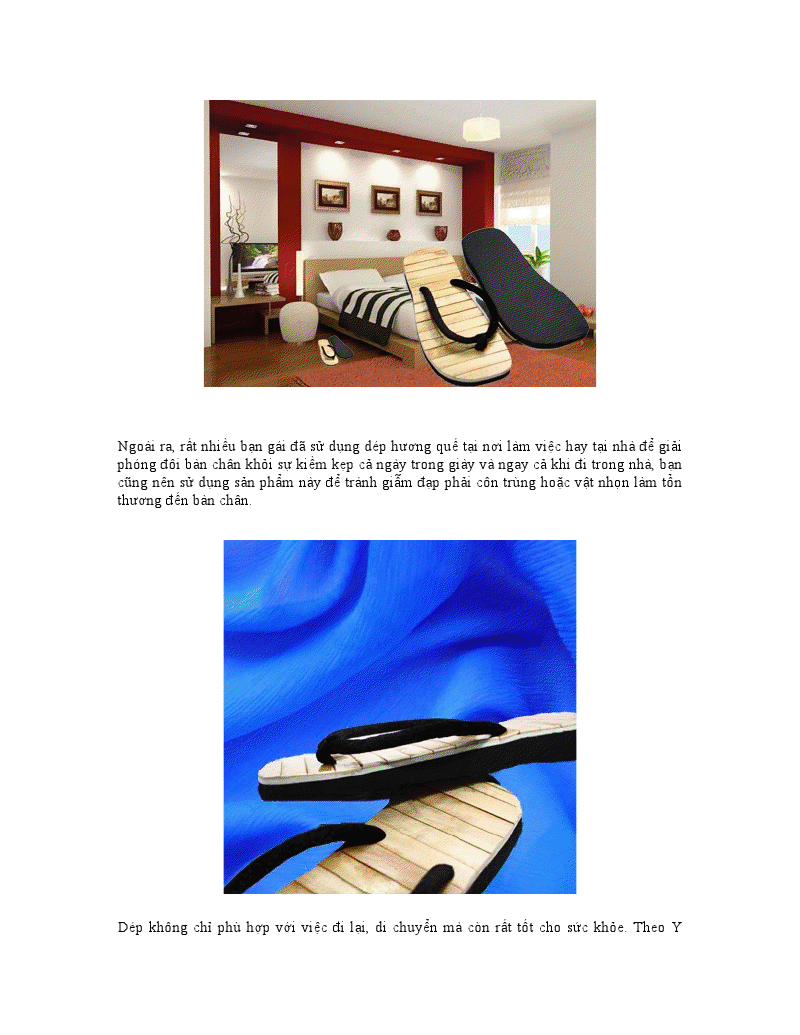 Ngoài ra, rất nhiều bạn gái đã sử dụng dép hương quế tại nơi làm việc hay tại nhà để giải
phóng đôi bàn chân khỏi sự kiềm kẹp cả ngày trong giày và ngay cả khi đi trong nhà, bạn
cũng nên sử dụng sản phẩm này để tránh giẫm đạp phải côn trùng hoặc vật nhọn làm tổn
thương đến bàn chân.
Dép không chỉ phù hợp với việc đi lại, di chuyển mà còn rất tốt cho sức khỏe. Theo Y